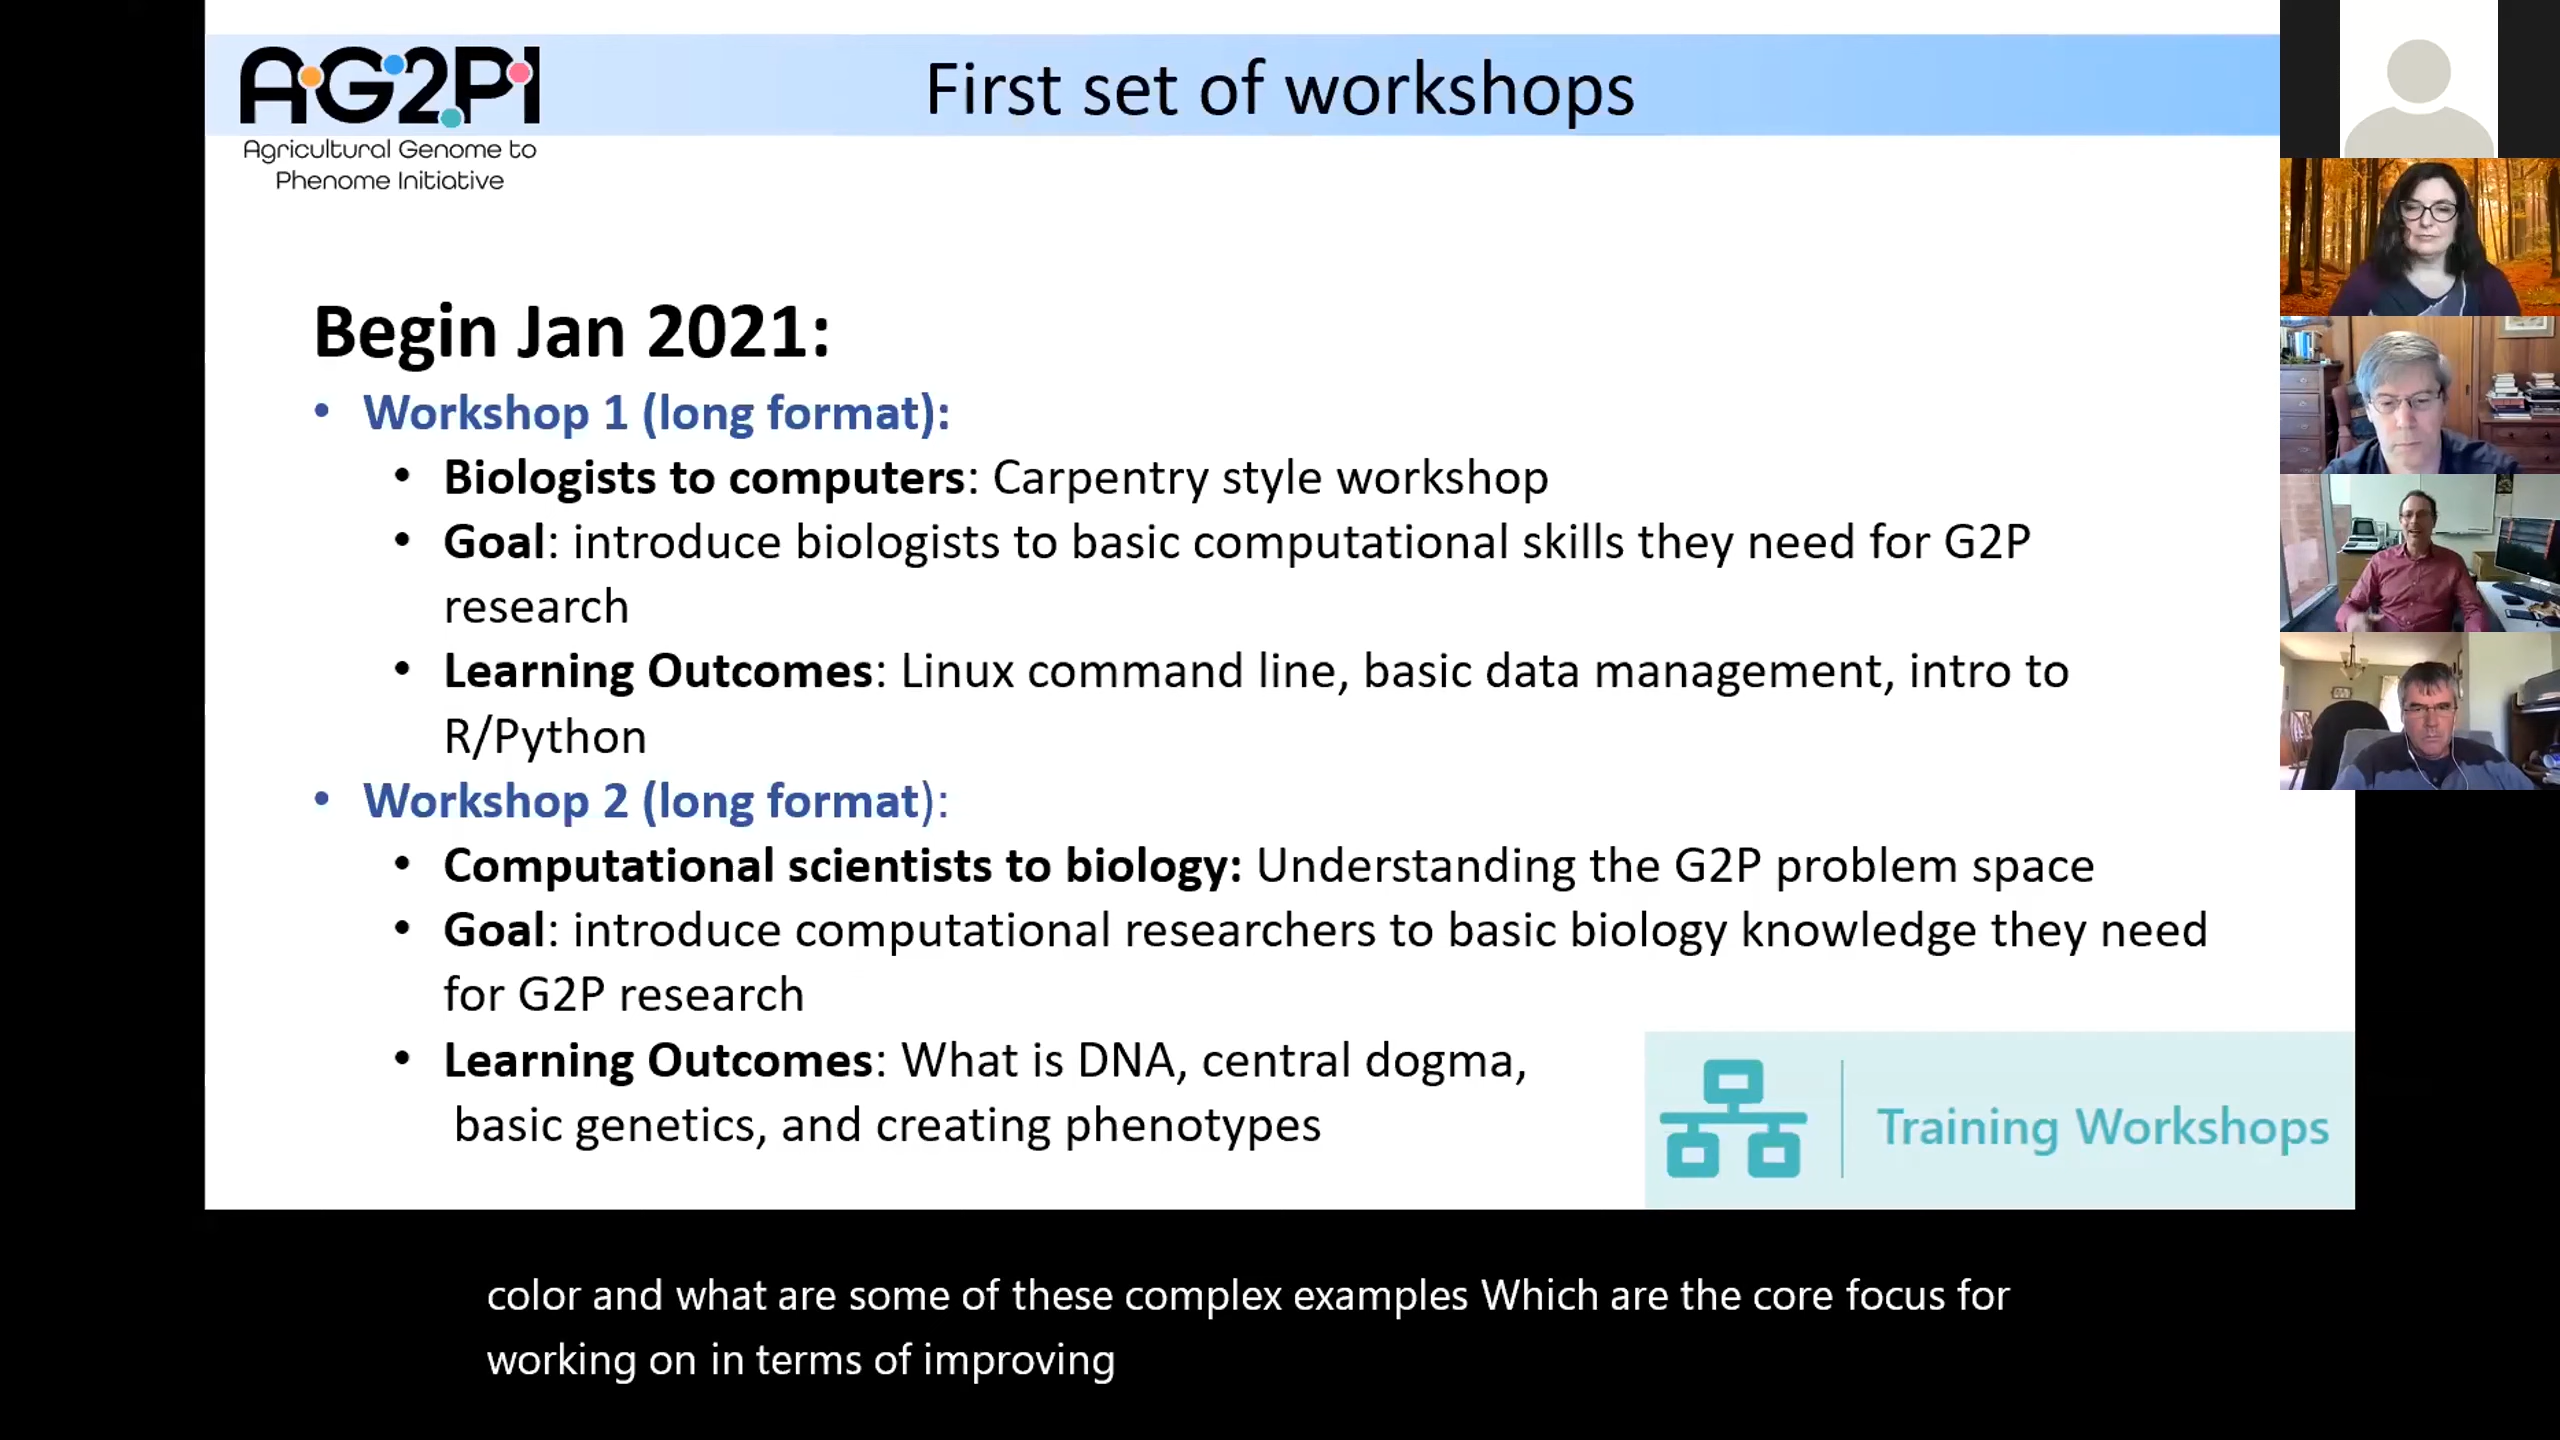 AG2PI
Agricultural Genome to
Phenome Initiative
First set of workshops
Begin Jan 2021:
• Workshop 1 (long format):
• Biologists to computers: Carpentry style workshop
• Goal: introduce biologists to basic computational skills they need for G2P
research
• Learning Outcomes: Linux command line, basic data management, intro to
R/Python
• Workshop 2 (long format):
• Computational scientists to biology: Understanding the G2P problem space
• Goal: introduce computational researchers to basic biology knowledge they need
for G2P research
• Learning Outcomes: What is DNA, central dogma,
basic genetics, and creating phenotypes
Training Workshops
color and what are some of these complex examples Which are the core focus for
working on in terms of improving